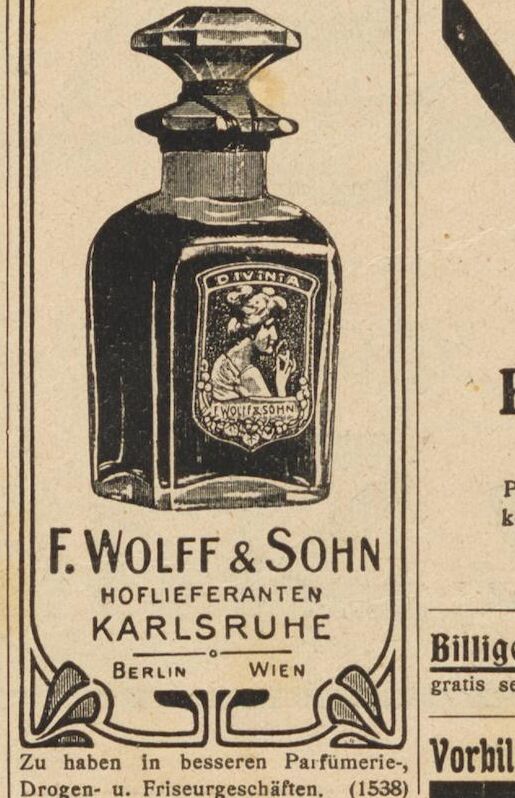 DIVINIA
F. WOLFF & SOHN
F. WOLFF & SOHN
HOFLIEFERANTEN
KARLSRUHE
BERLIN WIEN
Zu haben in besseren Parfümerie-,
Drogen- u. Friseurgeschäften. (1538)
P
k
Billig
gratis se
Vorbil